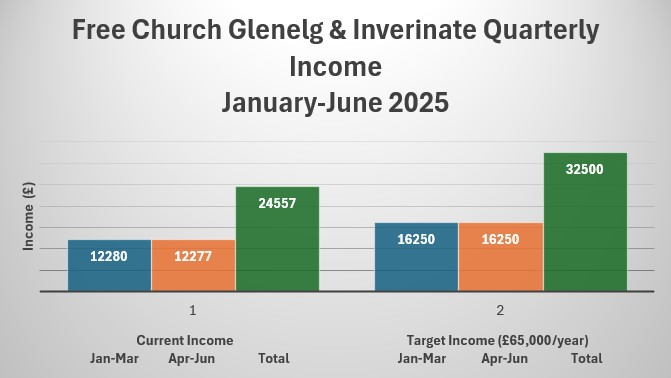 Free Church Glenelg & Inverinate Quarterly
Income
January-June 2025
Income (£)
12280 12277 24557 16250 16250 32500
1 2
Current Income Target Income (£65,000/year)
Jan-Mar Apr-Jun Total Jan-Mar Apr-Jun Total